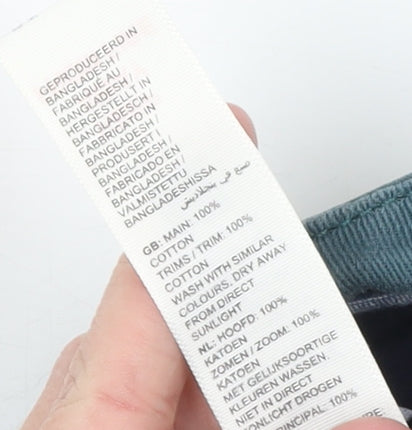 GEPRODUCEERD IN
BANGLADESH /
FABRIQUÉ AU
BANGLADESH /
HERGESTELLT IN
BANGLADESCH /
FABBRICATO IN
BANGLADESH /
PRODUSERT I
BANGLADESH /
FABRICADO EN
BANGLADESH /
VALMISTETTU
BANGLADESHISSA
صنع في بنجلاديش
GB: MAIN: 100%
COTTON
TRIMS / TRIM: 100%
COTTON
WASH WITH SIMILAR
COLOURS. DRY AWAY
FROM DIRECT
SUNLIGHT
NL: HOOFD: 100%
KATOEN
ZOMEN / ZOOM: 100%
KATOEN
MET GELIJKSOORTIGE
KLEUREN WASSEN.
NIET IN DIRECT
ZONLICHT DROGEN
PRINCIPAL 100%